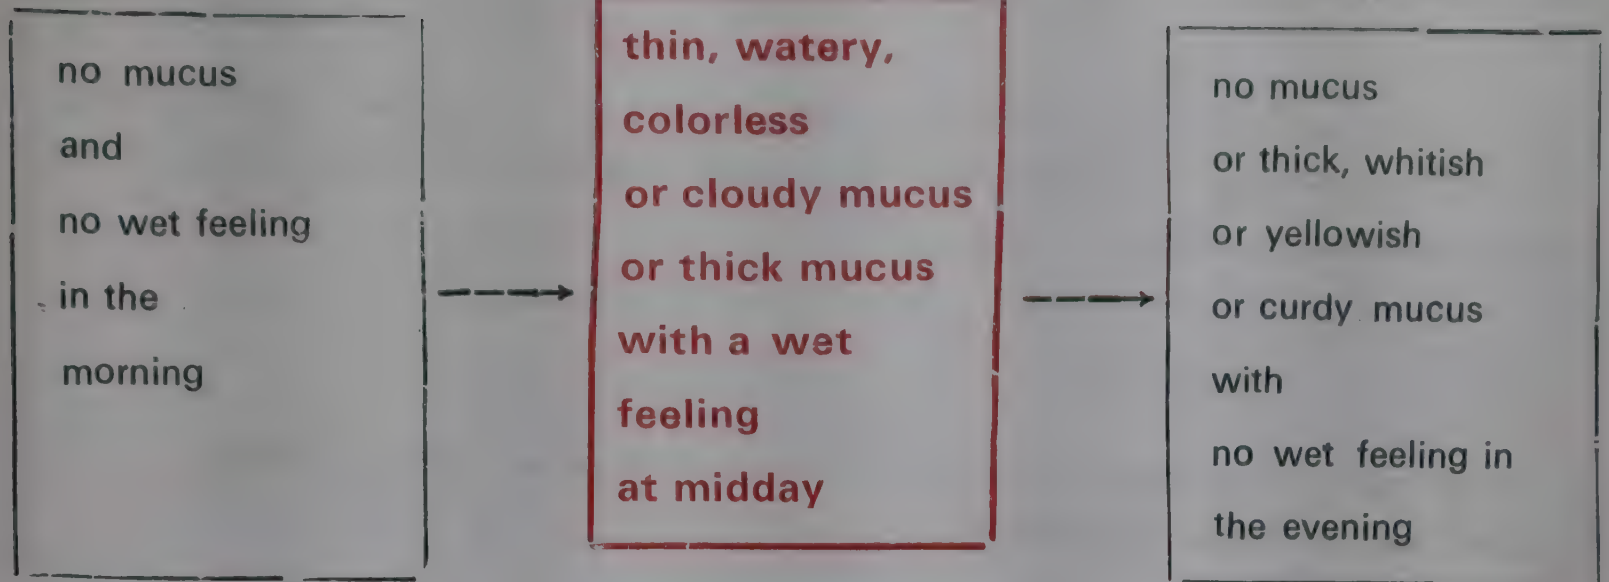 no mucus
and
no wet feeling
in the
morning
thin, watery,
colorless
or cloudy mucus
or thick mucus
with a wet
feeling
at midday
no mucus
or thick, whitish
or yellowish
or curdy mucus
with
no wet feeling in
the evening